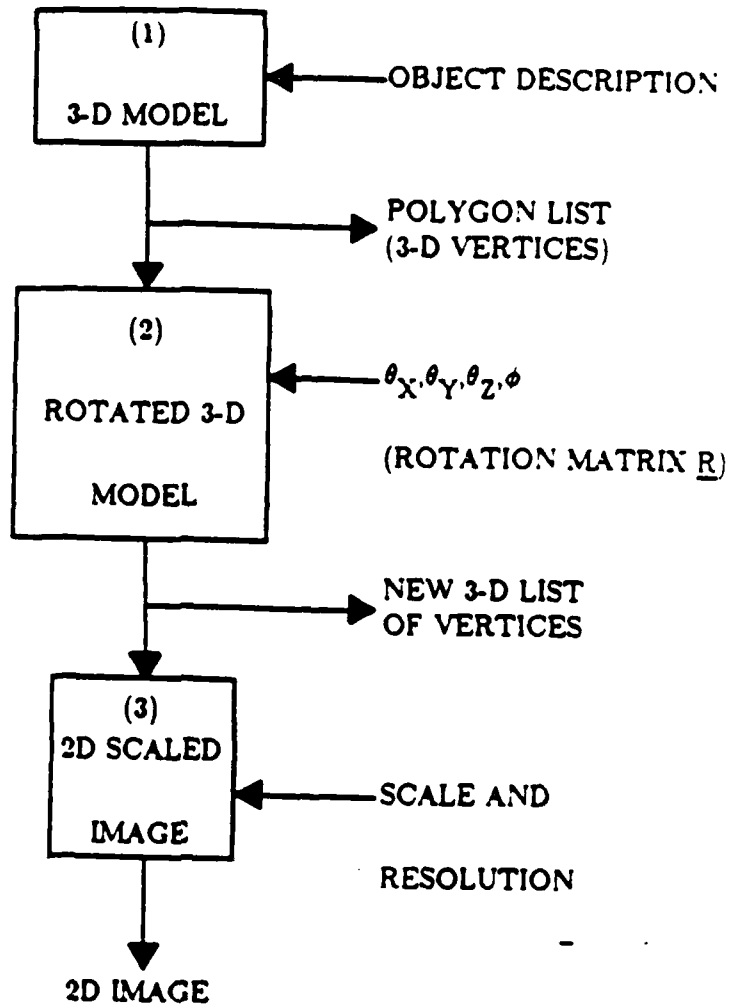 (1)
3-D MODEL
OBJECT DESCRIPTION
POLYGON LIST
(3-D VERTICES)
(2)
ROTATED 3-D
MODEL
θX,θY,θZ,φ
(ROTATION MATRIX R)
NEW 3-D LIST
OF VERTICES
(3)
2D SCALED
IMAGE
SCALE AND
RESOLUTION
2D IMAGE